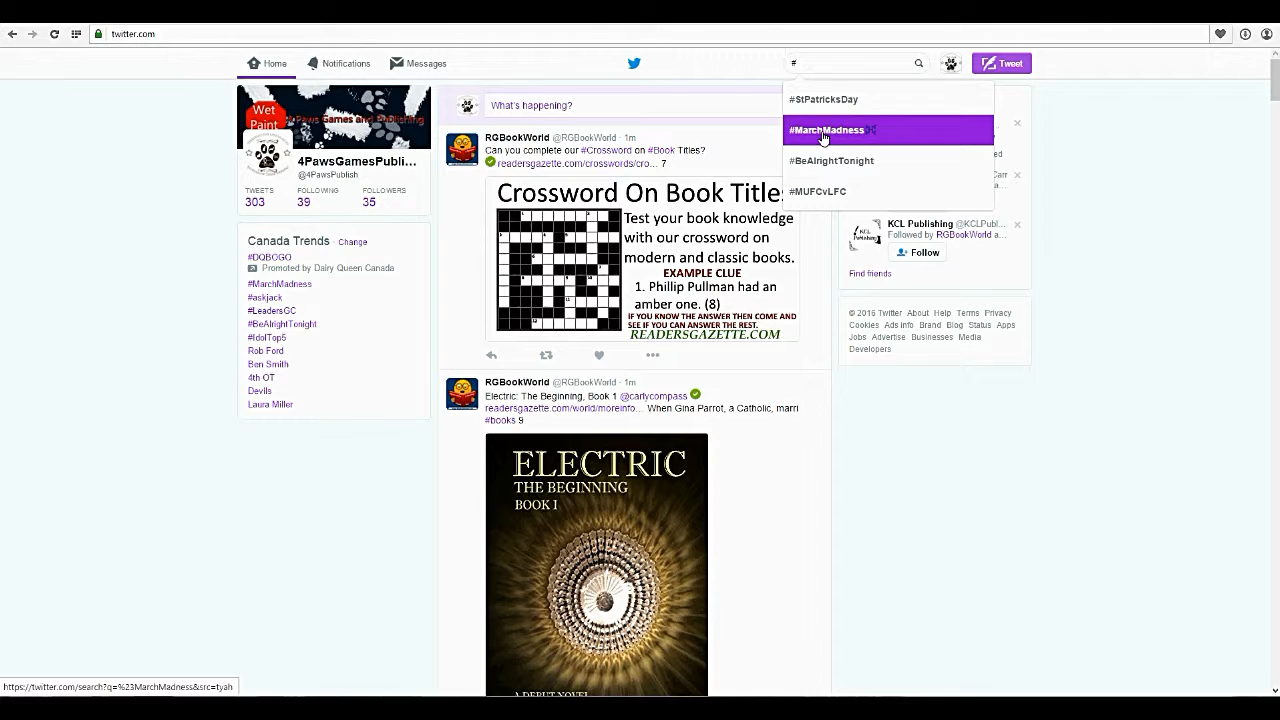 twitter.com
Home
Notifications
Messages
#
Tweet
#StPatricksDay
#MarchMadness
#BeAlrightTonight
#MUFCvLFC
Wet
Paint
4 Paws Games and Publishing
4PawsGamesPubli...
@4PawsPublish
TWEETS FOLLOWING FOLLOWERS
303 39 35
Canada Trends · Change
#DQBOGO
Promoted by Dairy Queen Canada
#MarchMadness
#askjack
#LeadersGC
#BeAlrightTonight
#IdolTop5
Rob Ford
Ben Smith
4th OT
Devils
Laura Miller
What's happening?
RGBookWorld @RGBookWorld · 1m
Can you complete our #Crossword on #Book Titles?
readersgazette.com/crosswords/cro... 7
Crossword On Book Titles
Test your book knowledge
with our crossword on
modern and classic books.
EXAMPLE CLUE
1. Phillip Pullman had an
amber one. (8)
IF YOU KNOW THE ANSWER THEN COME AND
SEE IF YOU CAN ANSWER THE REST.
READERSGAZETTE.COM
RGBookWorld @RGBookWorld · 1m
Electric: The Beginning, Book 1 @carlycompass
readersgazette.com/world/moreinfo... When Gina Parrot, a Catholic, marri
#books 9
ELECTRIC
THE BEGINNING
BOOK I
A DEBUT NOVEL
KCL Publishing @KCLPubl...
Followed by RGBookWorld a...
Follow
Find friends
© 2016 Twitter About Help Terms Privacy
Cookies Ads info Brand Blog Status Apps
Jobs Advertise Businesses Media
Developers
https://twitter.com/search?q=%23MarchMadness&src=tyah